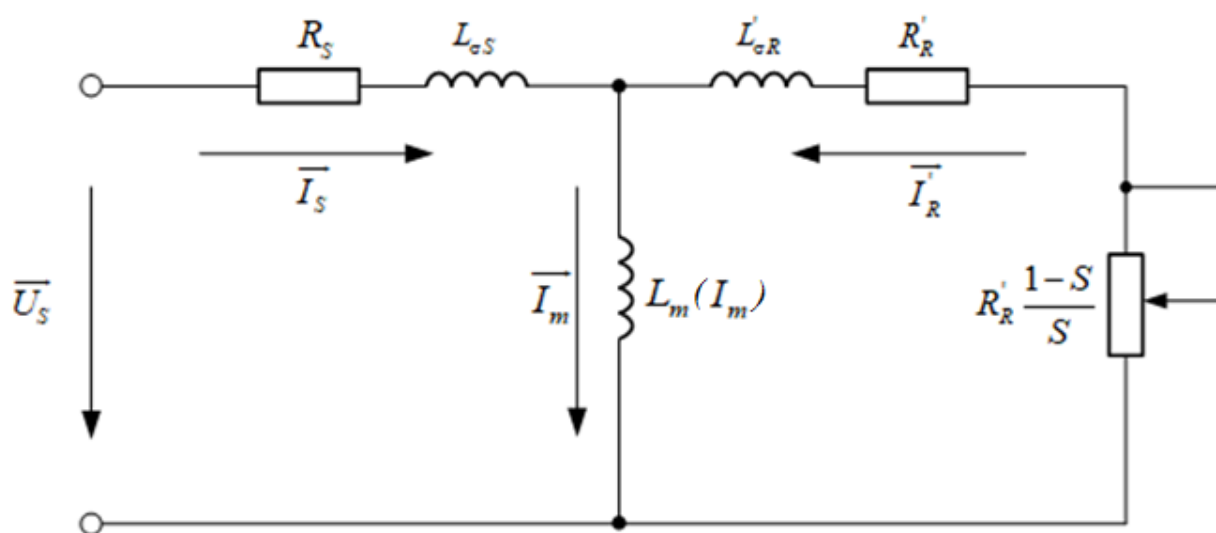 R_S
L_σS
L'_σR
R'_R
I_S
I'_R
U_S
I_m
L_m(I_m)
R'_R (1-S)/S